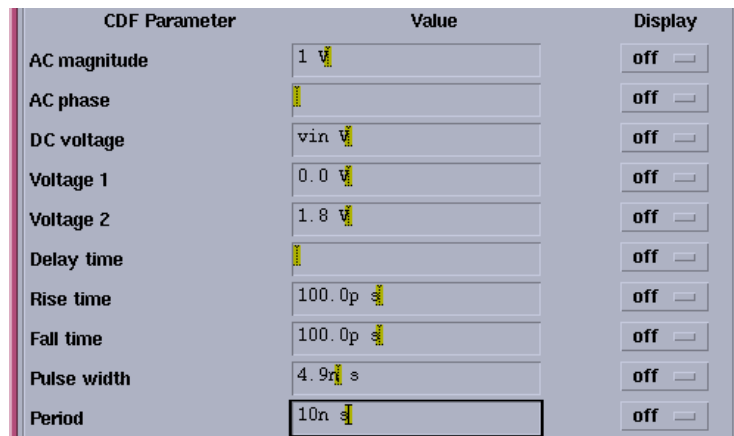 CDF Parameter Value Display
AC magnitude 1 V off
AC phase off
DC voltage vin V off
Voltage 1 0.0 V off
Voltage 2 1.8 V off
Delay time off
Rise time 100.0p s off
Fall time 100.0p s off
Pulse width 4.9n s off
Period 10n s off